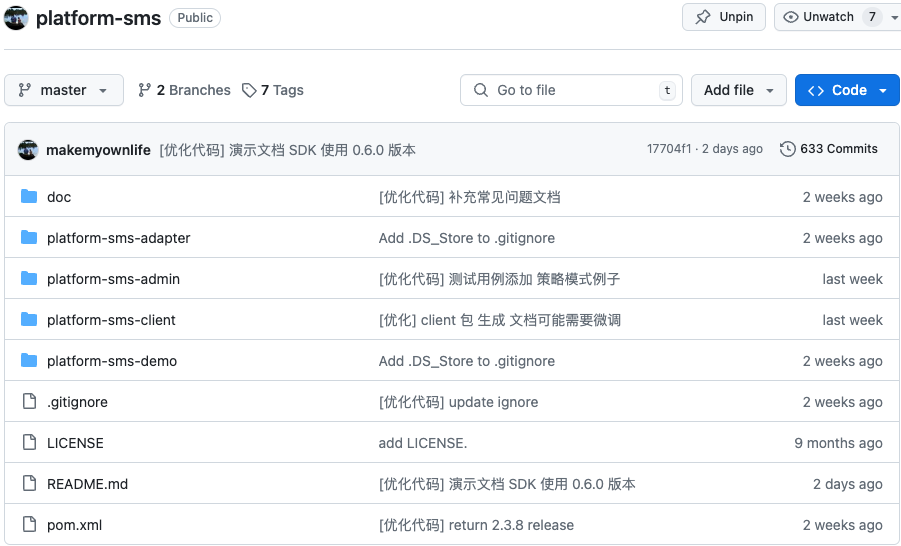 platform-sms Public Unpin Unwatch 7
master 2 Branches 7 Tags Go to file t Add file Code
makemyownlife [优化代码] 演示文档 SDK 使用 0.6.0 版本 17704f1 · 2 days ago 633 Commits
doc [优化代码] 补充常见问题文档 2 weeks ago
platform-sms-adapter Add .DS_Store to .gitignore 2 weeks ago
platform-sms-admin [优化代码] 测试用例添加 策略模式例子 last week
platform-sms-client [优化] client 包 生成 文档可能需要微调 last week
platform-sms-demo Add .DS_Store to .gitignore 2 weeks ago
.gitignore [优化代码] update ignore 2 weeks ago
LICENSE add LICENSE. 9 months ago
README.md [优化代码] 演示文档 SDK 使用 0.6.0 版本 2 days ago
pom.xml [优化代码] return 2.3.8 release 2 weeks ago